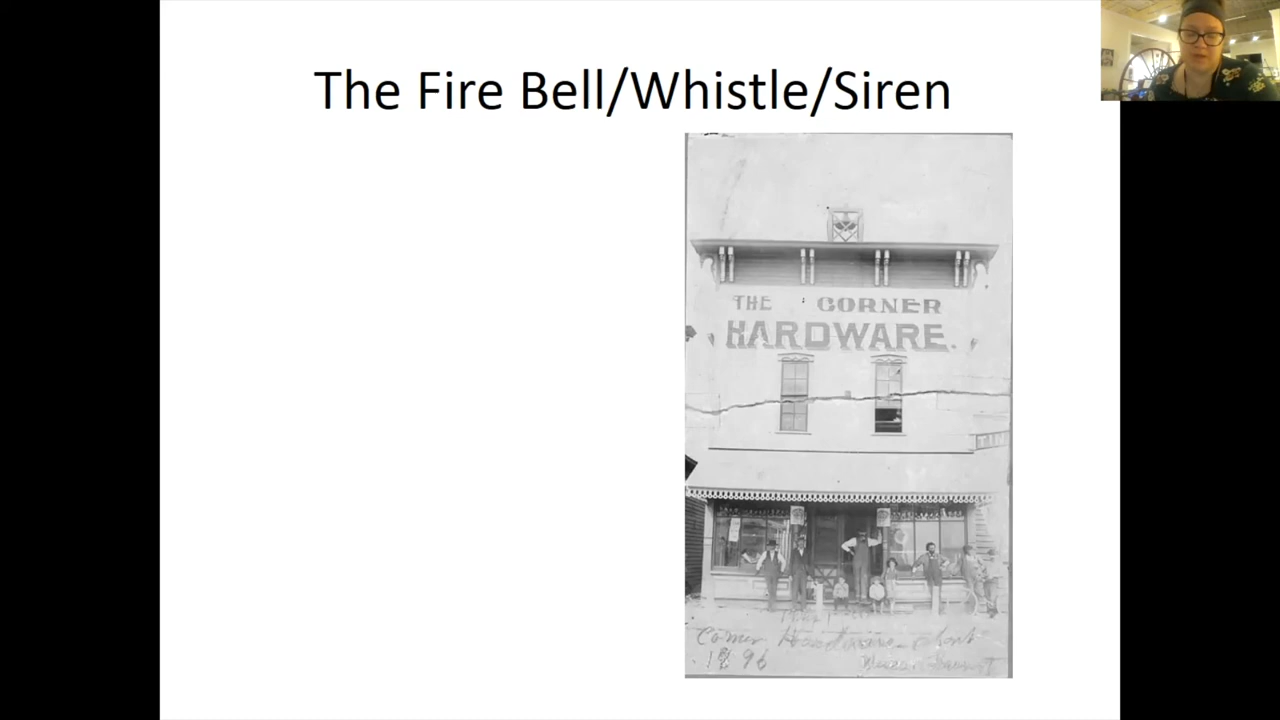 The Fire Bell/Whistle/Siren
THE CORNER
HARDWARE.
Corner Hardware
1896